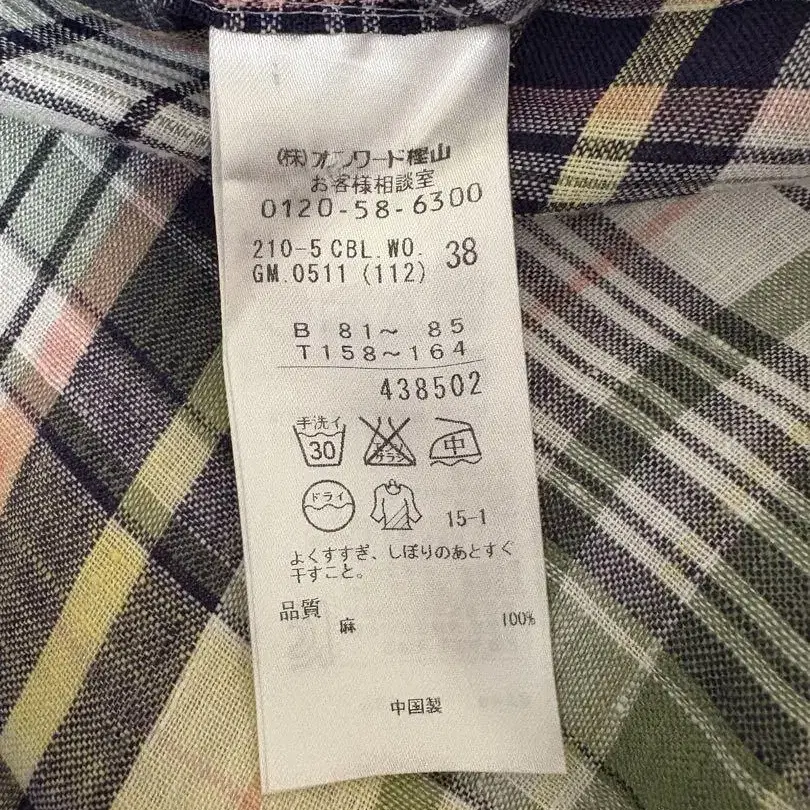 (株)オンワード樫山
お客様相談室
0120-58-6300
210-5 CBL.WO. 38
GM.0511 (112)
B 81～ 85
T158～164
438502
手洗イ
30
中
ドライ
15-1
よくすすぎ、しぼりのあとすぐ
干すこと。
品質
麻 100%
中国製